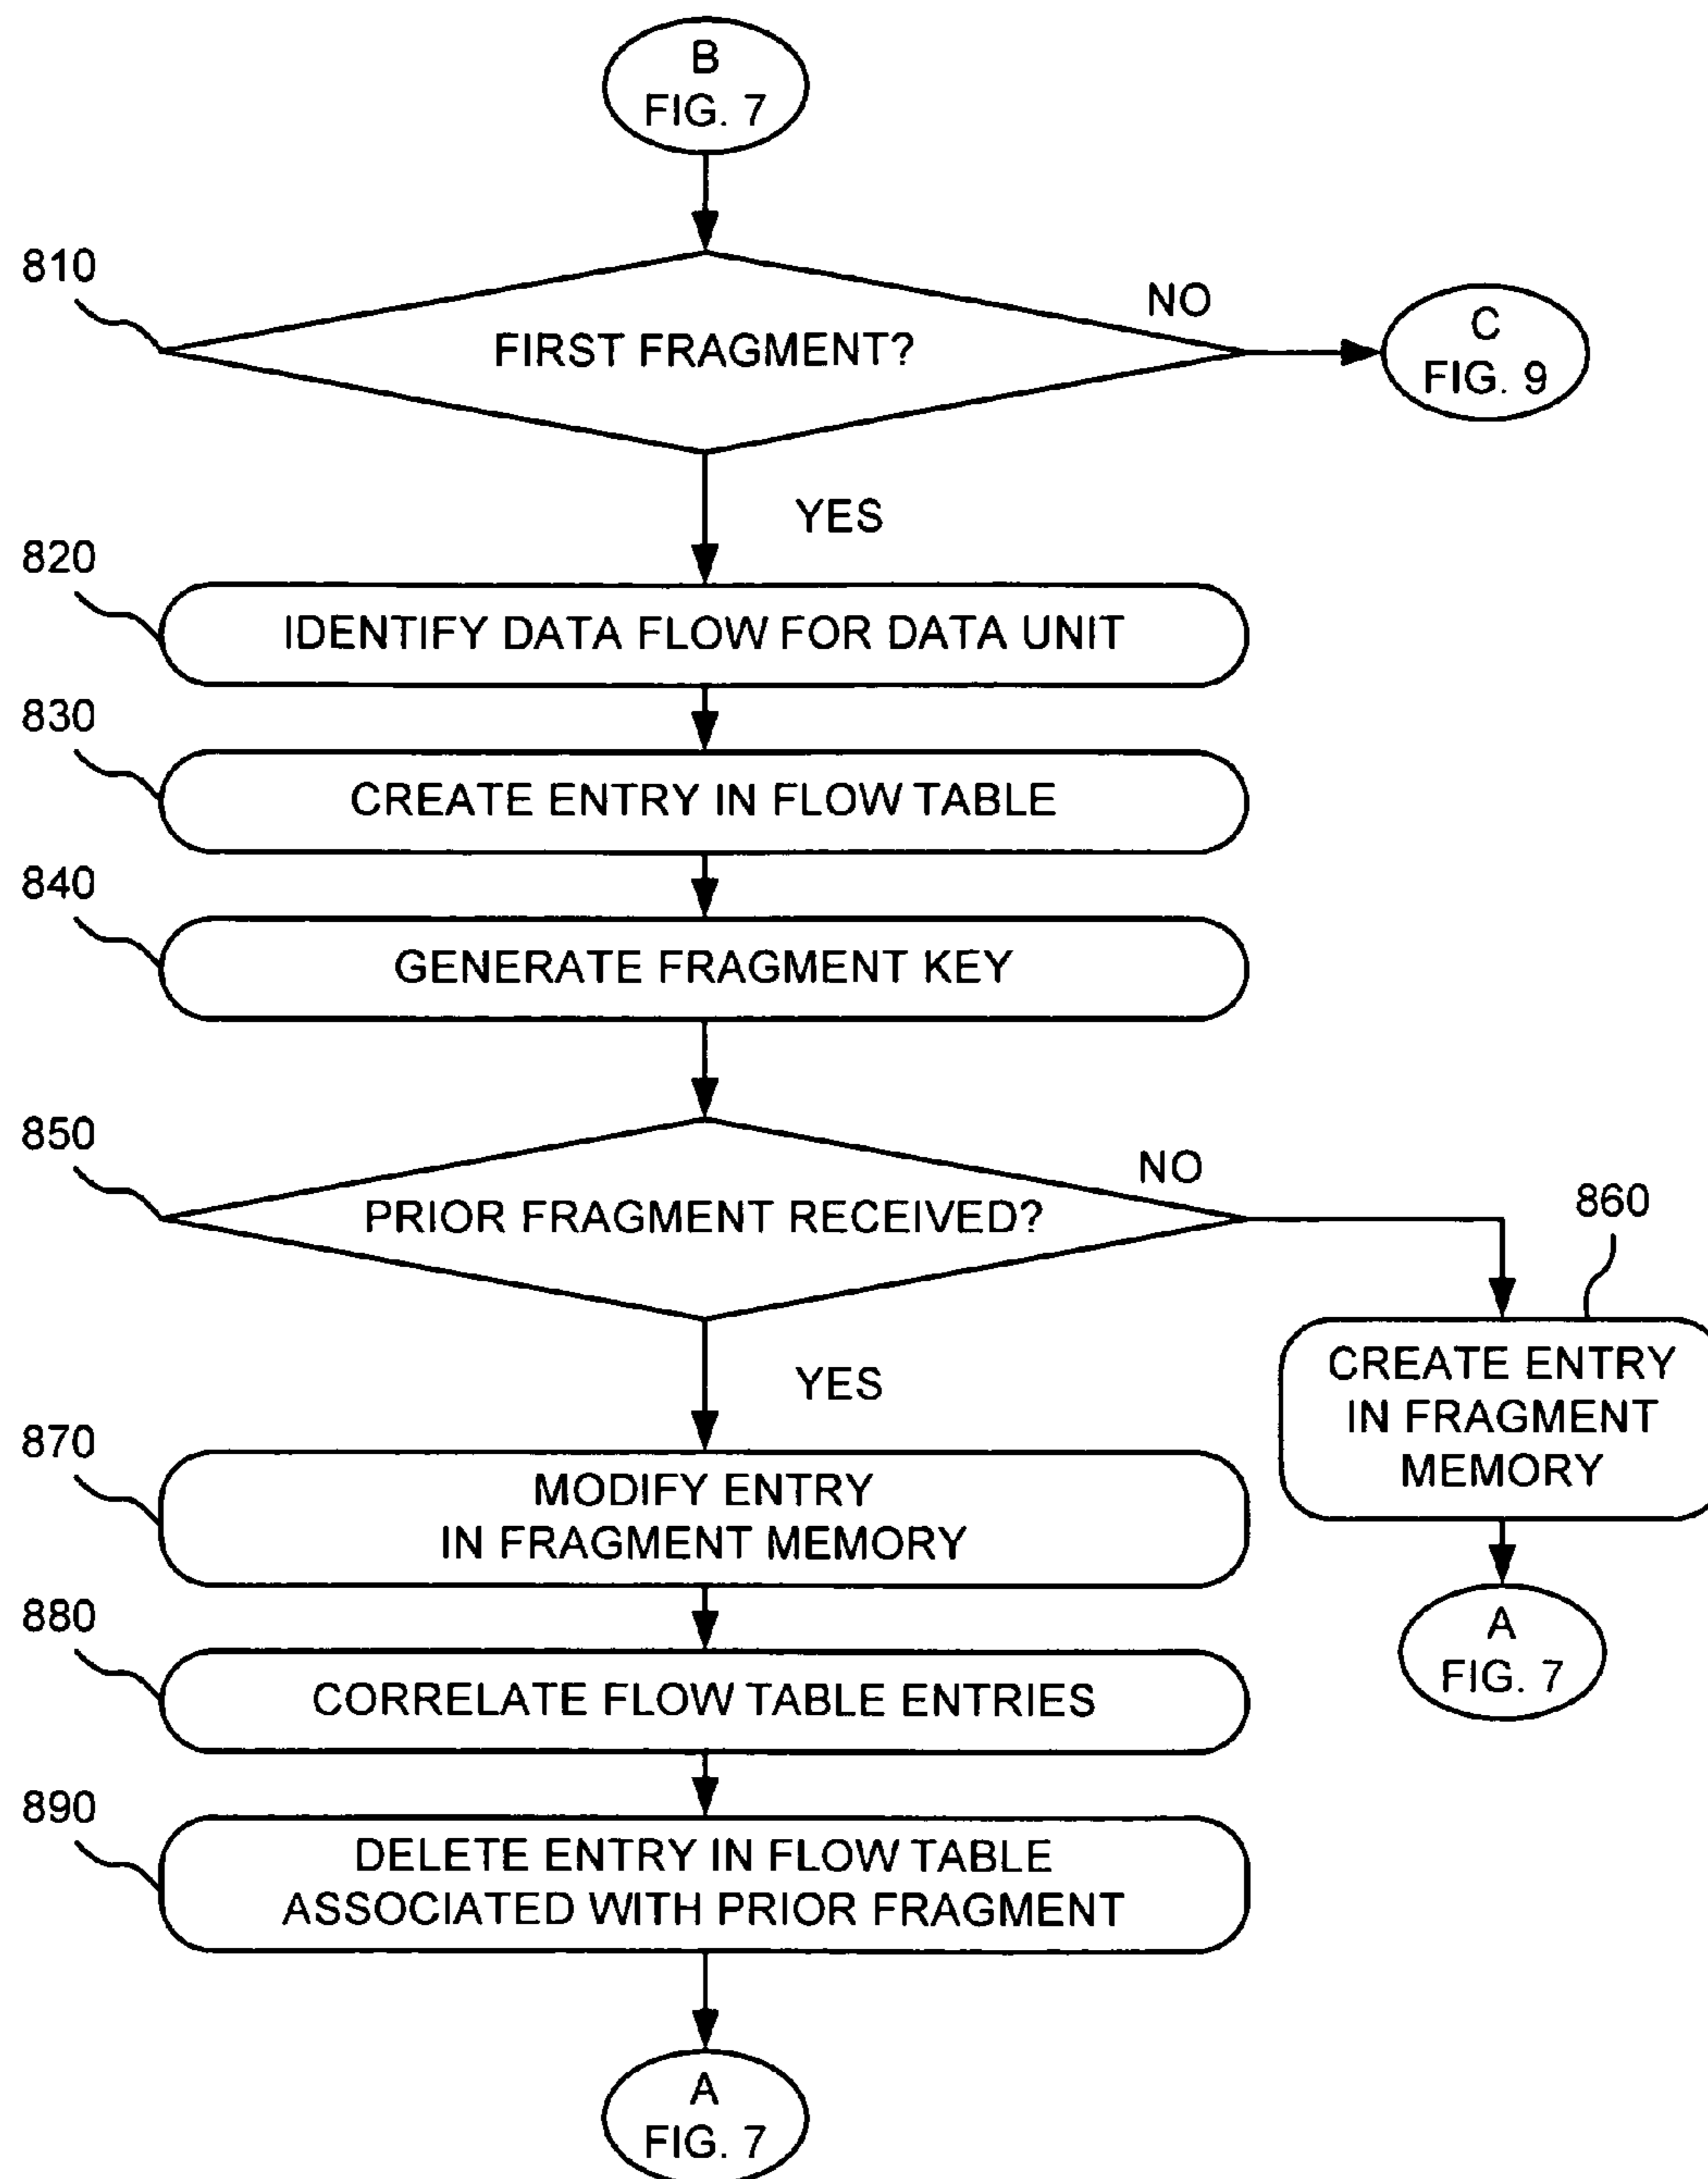 B
FIG. 7
810
FIRST FRAGMENT?
NO
C
FIG. 9
YES
820
IDENTIFY DATA FLOW FOR DATA UNIT
830
CREATE ENTRY IN FLOW TABLE
840
GENERATE FRAGMENT KEY
850
PRIOR FRAGMENT RECEIVED?
NO
860
CREATE ENTRY
IN FRAGMENT
MEMORY
A
FIG. 7
YES
870
MODIFY ENTRY
IN FRAGMENT MEMORY
880
CORRELATE FLOW TABLE ENTRIES
890
DELETE ENTRY IN FLOW TABLE
ASSOCIATED WITH PRIOR FRAGMENT
A
FIG. 7